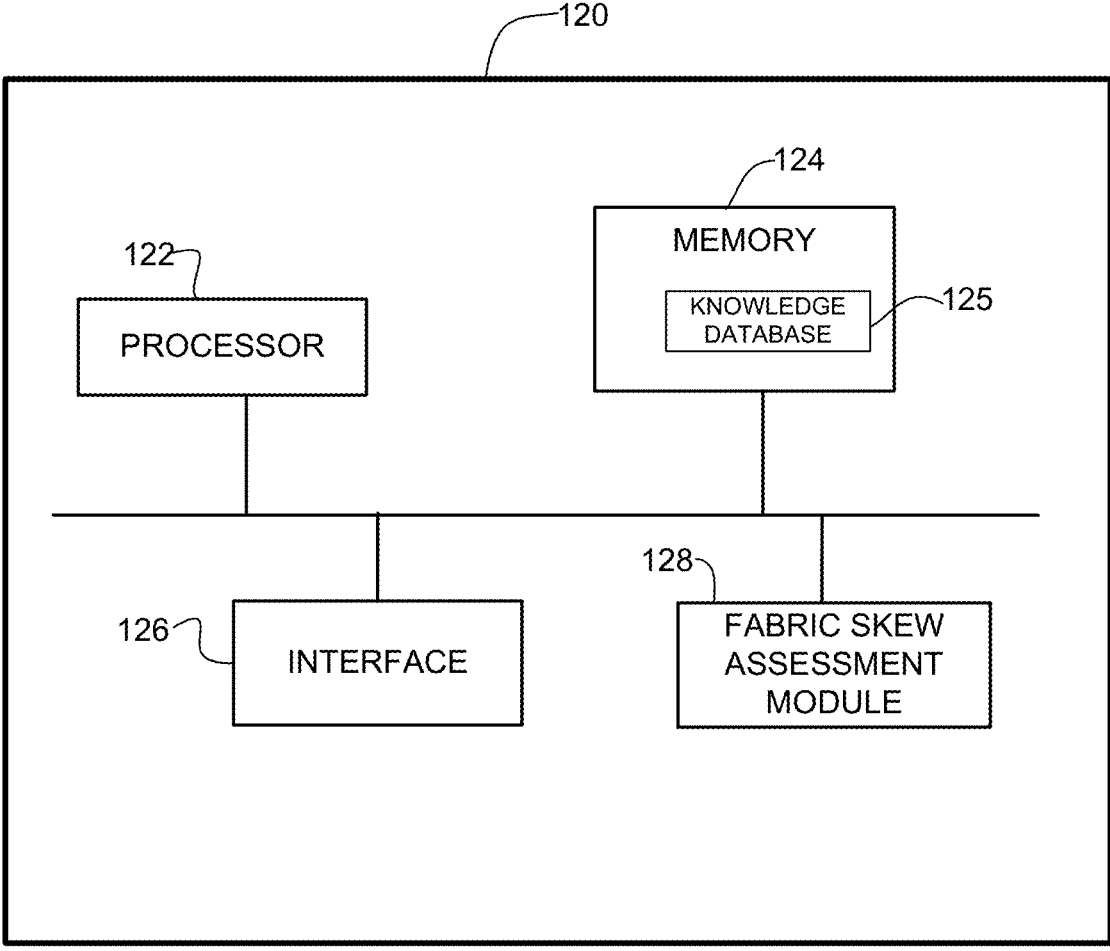 120
124
MEMORY
122
KNOWLEDGE
DATABASE
125
PROCESSOR
128
126
INTERFACE
FABRIC SKEW
ASSESSMENT
MODULE